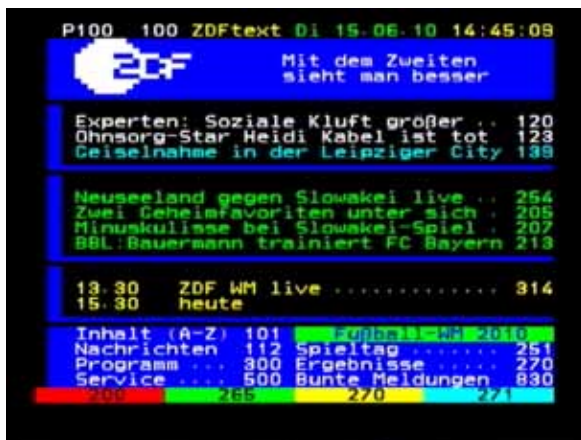 P100 100 ZDFtext Di 15.06.10 14:45:09
ZDF Mit dem Zweiten
sieht man besser
Experten: Soziale Kluft größer .. 120
Ohnsorg-Star Heidi Kabel ist tot 123
Geiselnahme in der Leipziger City 139
Neuseeland gegen Slowakei live .. 254
Zwei Geheimfavoriten unter sich . 205
Minuskulisse bei Slowakei-Spiel . 207
BBL:Bauermann trainiert FC Bayern 213
13.30 ZDF WM live ............. 314
15.30 heute
Inhalt (A-Z) 101 Fußball-WM 2010
Nachrichten 112 Spieltag ....... 251
Programm ... 300 Ergebnisse ..... 270
Service .... 500 Bunte Meldungen 830
200 265 270 271